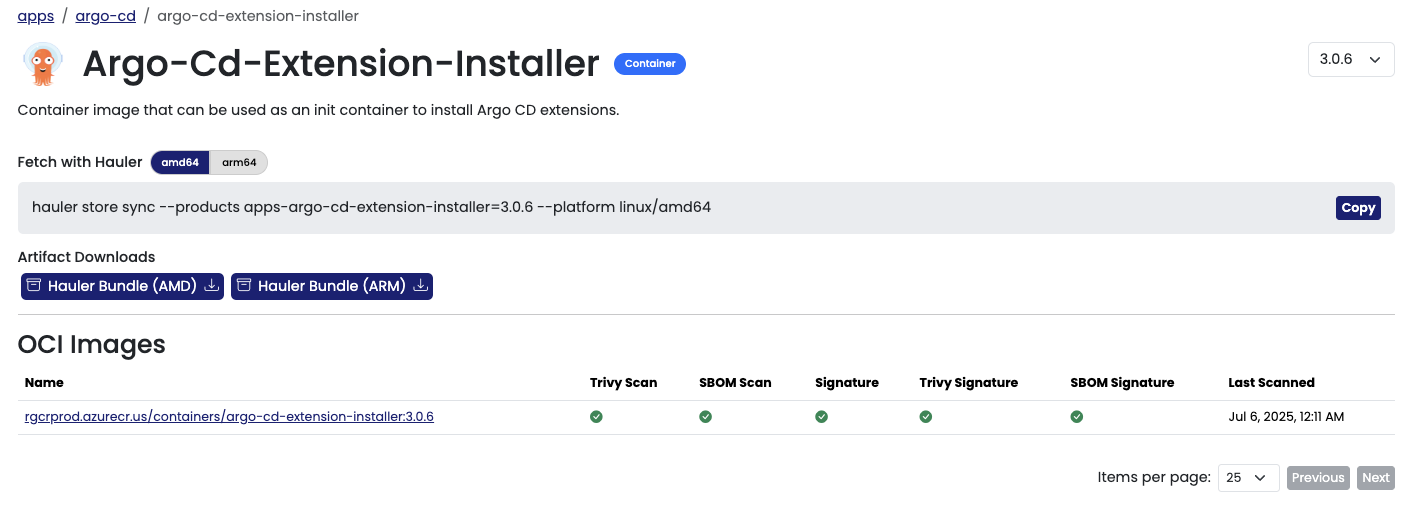 apps / argo-cd / argo-cd-extension-installer
Argo-Cd-Extension-Installer Container 3.0.6
Container image that can be used as an init container to install Argo CD extensions.
Fetch with Hauler amd64 arm64
hauler store sync --products apps-argo-cd-extension-installer=3.0.6 --platform linux/amd64 Copy
Artifact Downloads
Hauler Bundle (AMD) Hauler Bundle (ARM)
OCI Images
Name Trivy Scan SBOM Scan Signature Trivy Signature SBOM Signature Last Scanned
rgcrprod.azurecr.us/containers/argo-cd-extension-installer:3.0.6 Jul 6, 2025, 12:11 AM
Items per page: 25 Previous Next